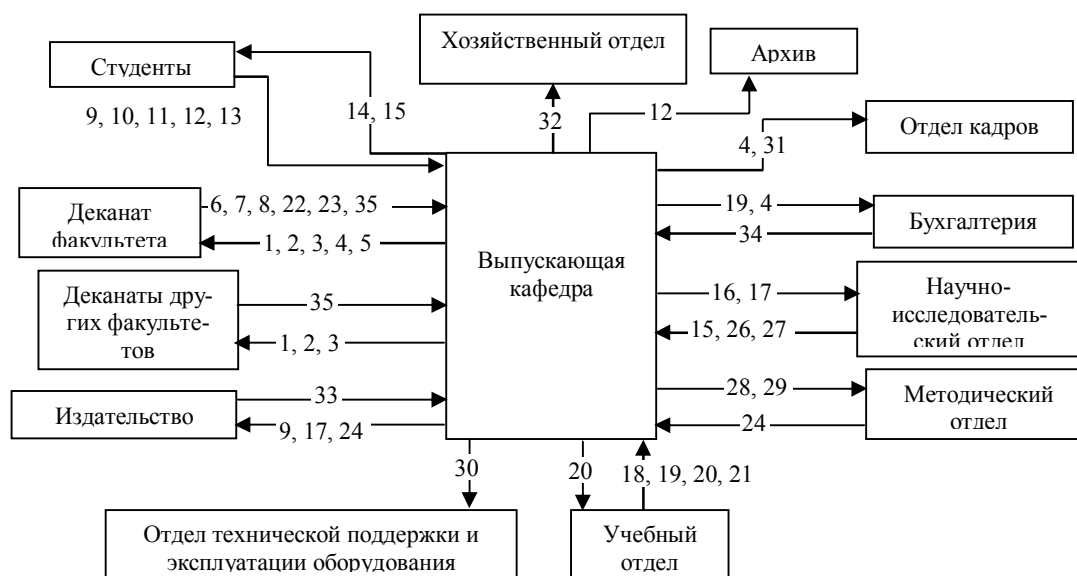 Хозяйственный отдел
Архив
Студенты
9, 10, 11, 12, 13
14, 15
32
12
4, 31
Отдел кадров
Деканат
факультета
6, 7, 8, 22, 23, 35
1, 2, 3, 4, 5
19, 4
34
Бухгалтерия
Выпускающая
кафедра
Деканаты дру-
гих факульте-
тов
35
1, 2, 3
16, 17
15, 26, 27
Научно-
исследователь-
ский отдел
Издательство
33
9, 17, 24
28, 29
24
Методический
отдел
30
20
18, 19, 20, 21
Отдел технической поддержки и
эксплуатации оборудования
Учебный
отдел